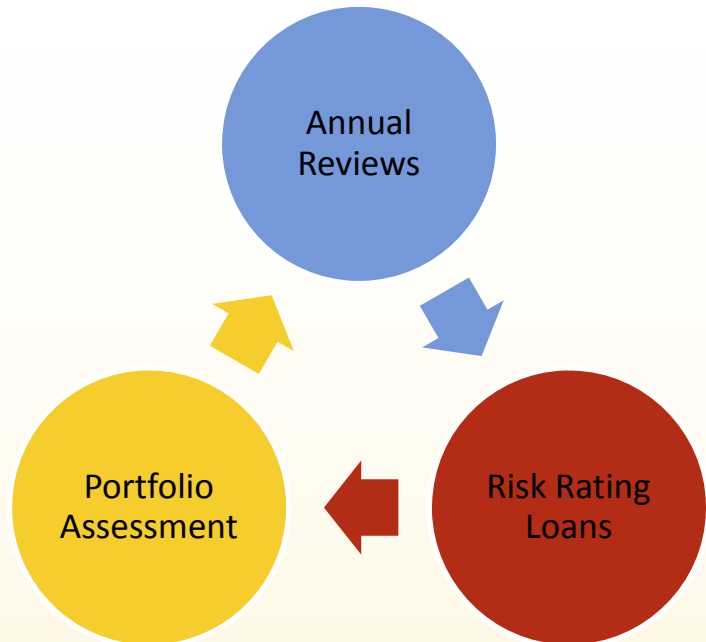 Annual
Reviews
Risk Rating
Loans
Portfolio
Assessment